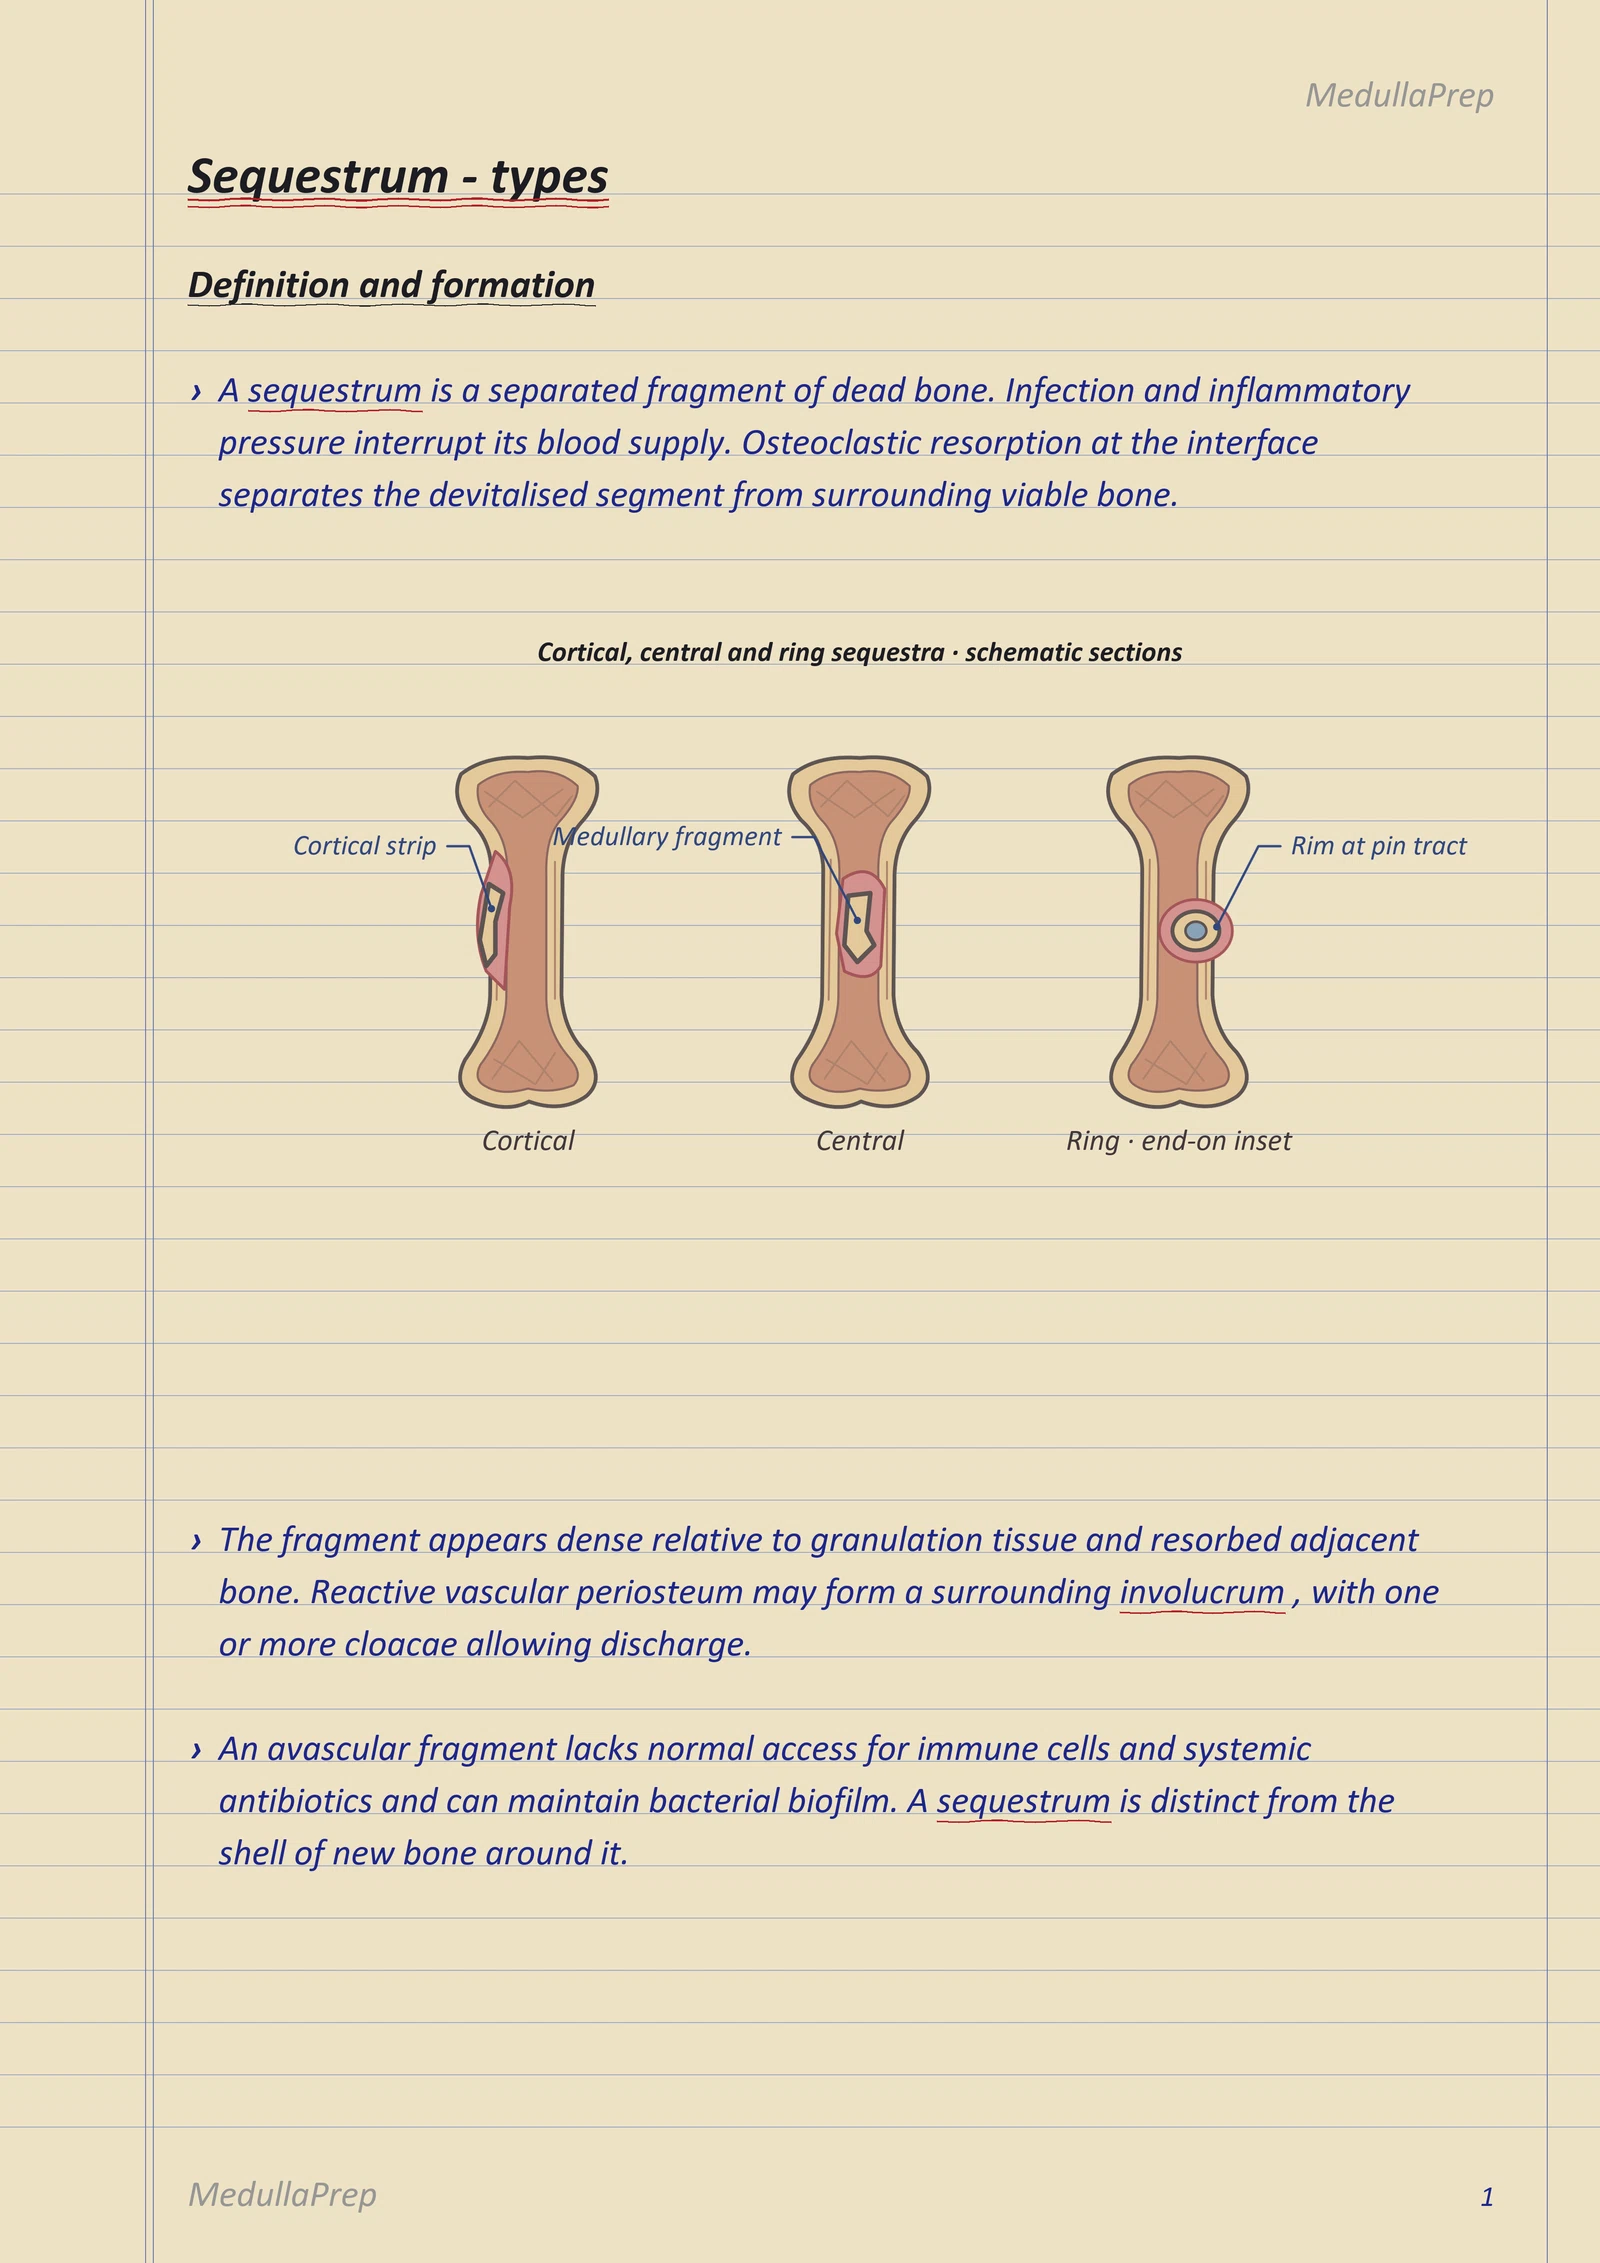 MedullaPrep
Sequestrum - types
Definition and formation
› A sequestrum is a separated fragment of dead bone. Infection and inflammatory
pressure interrupt its blood supply. Osteoclastic resorption at the interface
separates the devitalised segment from surrounding viable bone.
Cortical, central and ring sequestra · schematic sections
Cortical strip
Medullary fragment
Rim at pin tract
Cortical
Central
Ring · end-on inset
› The fragment appears dense relative to granulation tissue and resorbed adjacent
bone. Reactive vascular periosteum may form a surrounding involucrum , with one
or more cloacae allowing discharge.
› An avascular fragment lacks normal access for immune cells and systemic
antibiotics and can maintain bacterial biofilm. A sequestrum is distinct from the
shell of new bone around it.
MedullaPrep
1